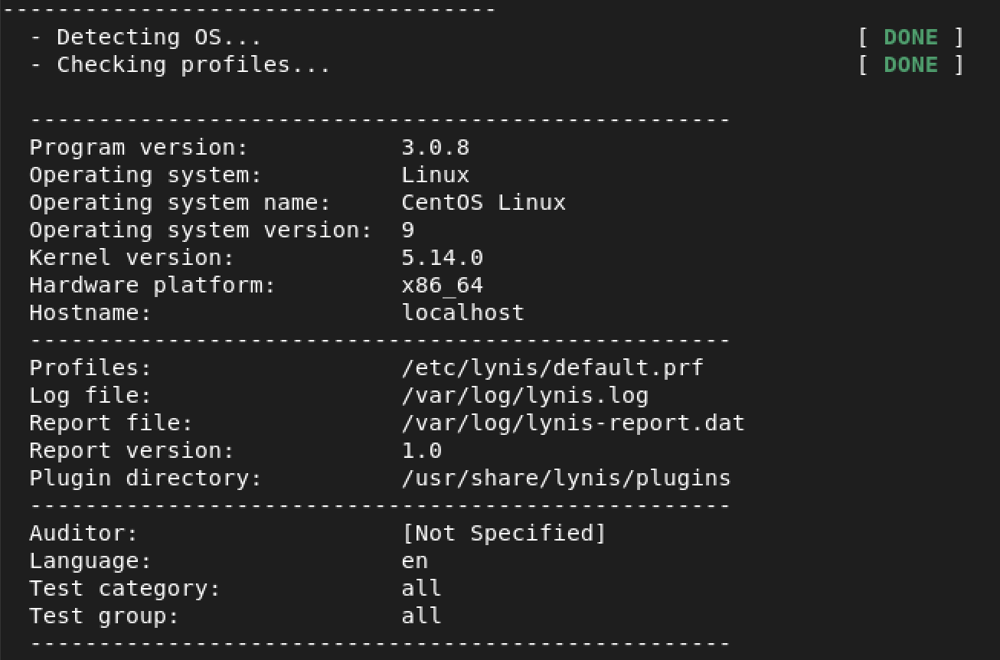 ------------------------------------
- Detecting OS... [ DONE ]
- Checking profiles... [ DONE ]
---------------------------------------------------
Program version: 3.0.8
Operating system: Linux
Operating system name: CentOS Linux
Operating system version: 9
Kernel version: 5.14.0
Hardware platform: x86_64
Hostname: localhost
---------------------------------------------------
Profiles: /etc/lynis/default.prf
Log file: /var/log/lynis.log
Report file: /var/log/lynis-report.dat
Report version: 1.0
Plugin directory: /usr/share/lynis/plugins
---------------------------------------------------
Auditor: [Not Specified]
Language: en
Test category: all
Test group: all
---------------------------------------------------